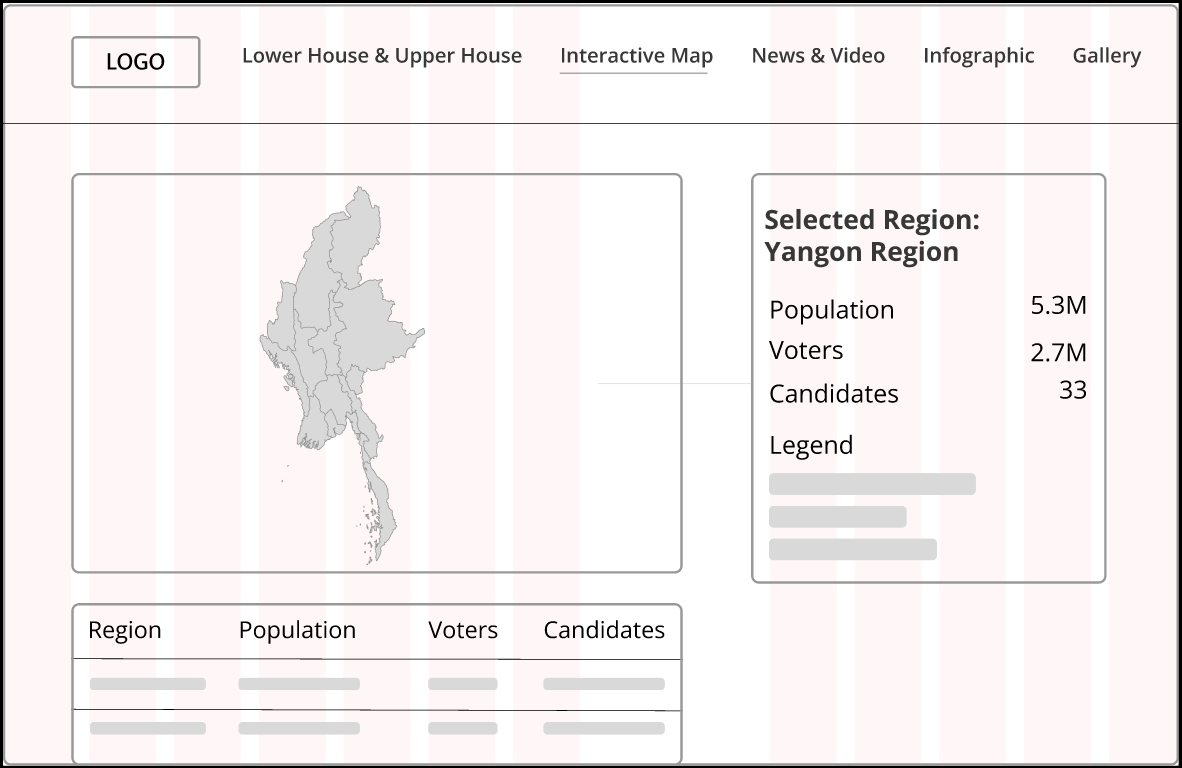 LOGO
Lower House & Upper House
Interactive Map
News & Video
Infographic
Gallery
Selected Region:
Yangon Region
Population 5.3M
Voters 2.7M
Candidates 33
Legend
Region Population Voters Candidates